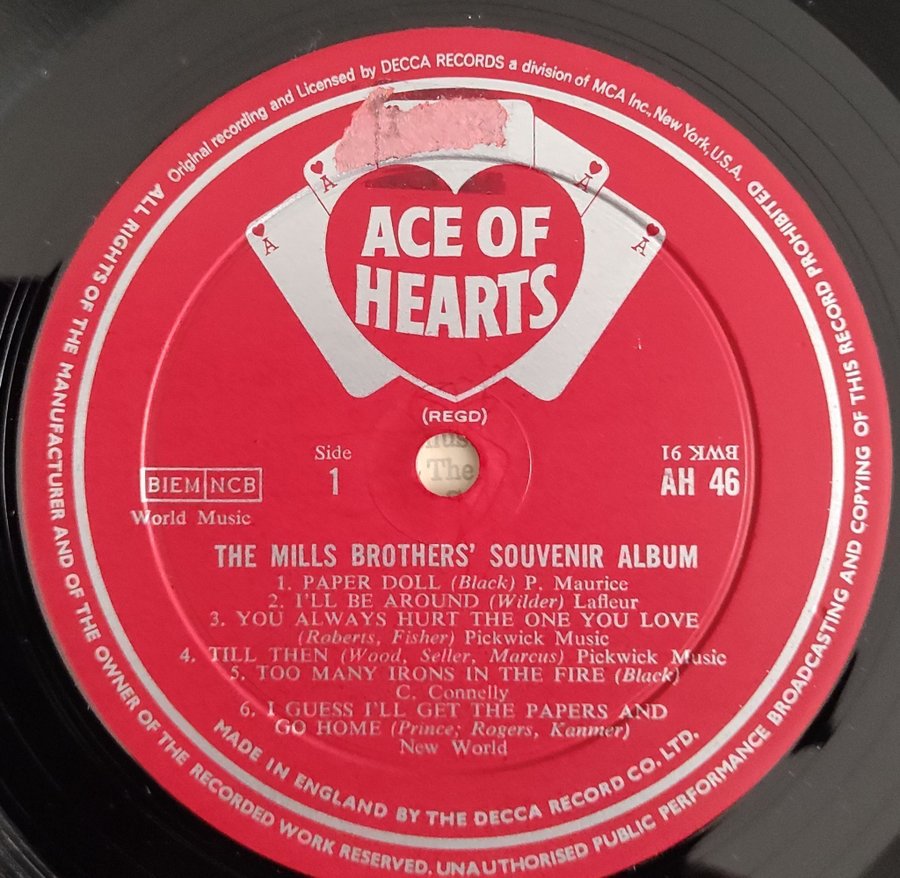 Original recording and Licensed by DECCA RECORDS a division of MCA Inc., New York, U.S.A.
ALL RIGHTS OF THE MANUFACTURER AND OF THE OWNER OF THE RECORDED WORK RESERVED. UNAUTHORISED PUBLIC PERFORMANCE BROADCASTING AND COPYING OF THIS RECORD PROHIBITED
A
A
A
A
ACE OF
HEARTS
(REGD)
Side
1
BIEM NCB
World Music
BWK 91
AH 46
The
THE MILLS BROTHERS' SOUVENIR ALBUM
1. PAPER DOLL (Black) P. Maurice
2. I'LL BE AROUND (Wilder) Lafleur
3. YOU ALWAYS HURT THE ONE YOU LOVE
(Roberts, Fisher) Pickwick Music
4. TILL THEN (Wood, Seller, Marcus) Pickwick Music
5. TOO MANY IRONS IN THE FIRE (Black)
C. Connelly
6. I GUESS I'LL GET THE PAPERS AND
GO HOME (Prince; Rogers, Kanmer)
New World
MADE IN ENGLAND BY THE DECCA RECORD CO. LTD.